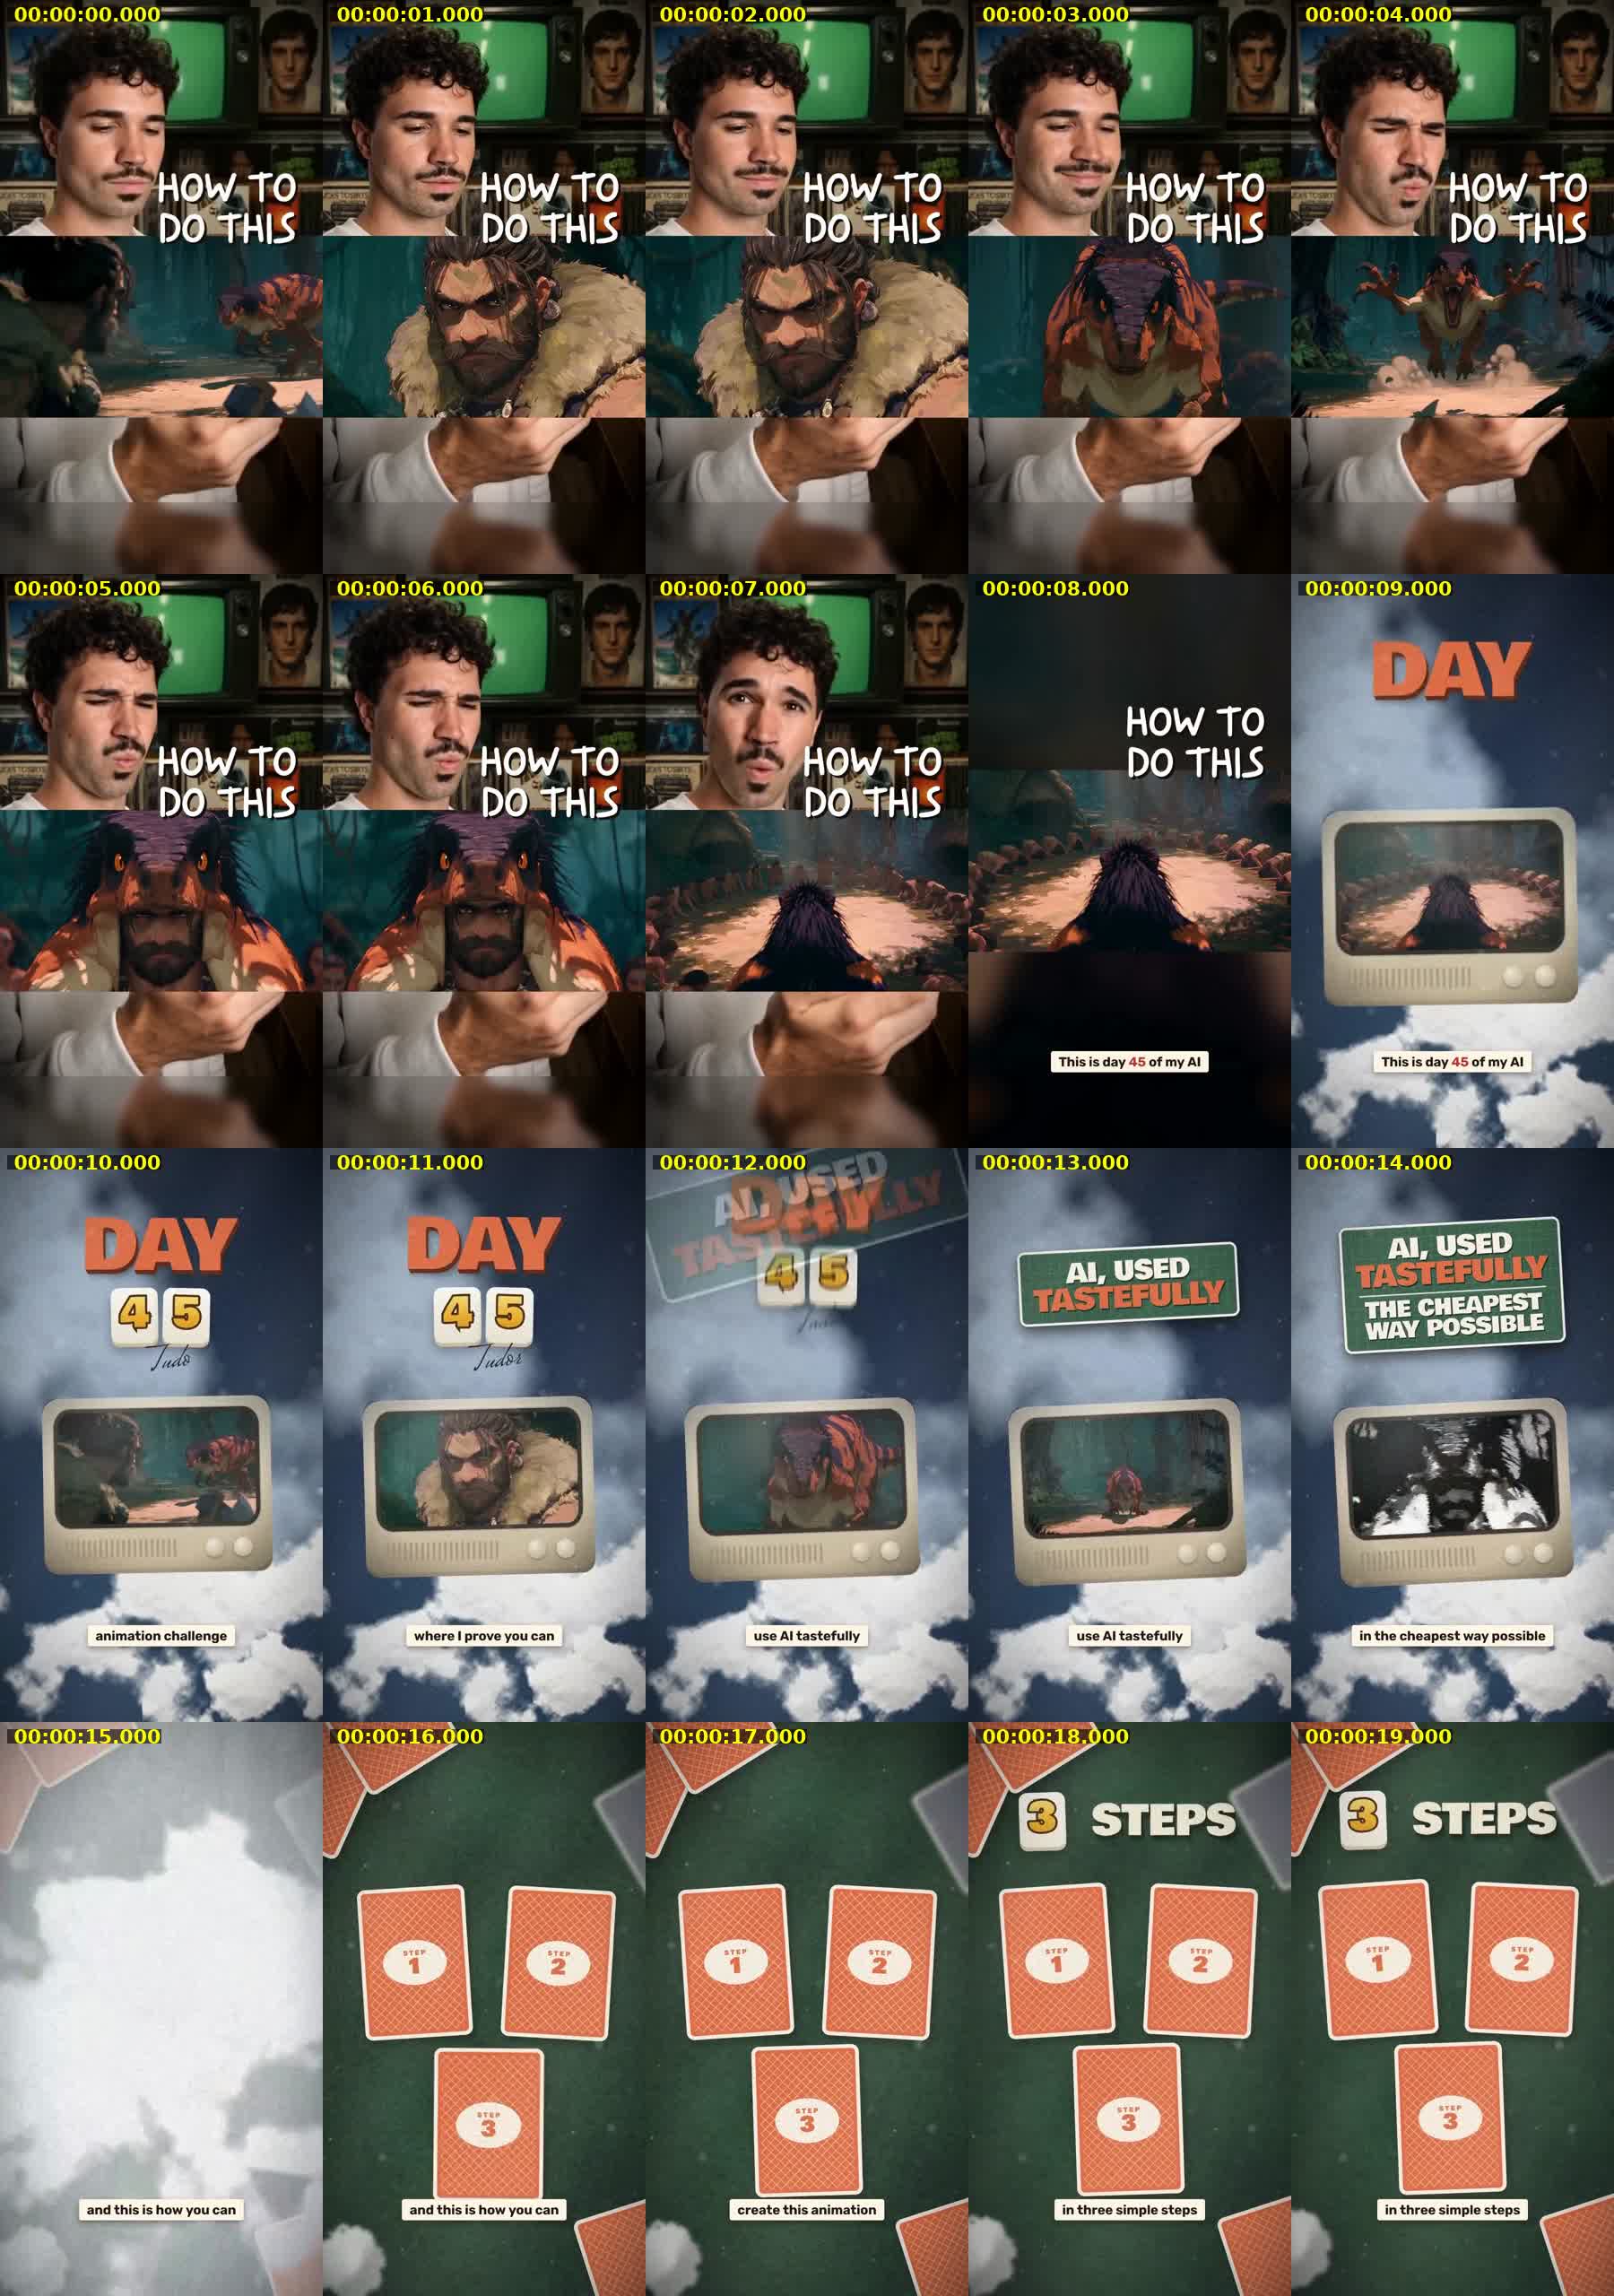 00:00:00.000
HOW TO
DO THIS
00:00:01.000
HOW TO
DO THIS
00:00:02.000
HOW TO
DO THIS
00:00:03.000
HOW TO
DO THIS
00:00:04.000
HOW TO
DO THIS
00:00:05.000
HOW TO
DO THIS
00:00:06.000
HOW TO
DO THIS
00:00:07.000
HOW TO
DO THIS
00:00:08.000
HOW TO
DO THIS
This is day 45 of my AI
00:00:09.000
DAY
This is day 45 of my AI
00:00:10.000
DAY
4 5
Tudo
animation challenge
00:00:11.000
DAY
4 5
Tudor
where I prove you can
00:00:12.000
AI, USED
TASTEFULLY
DAY
4 5
use AI tastefully
00:00:13.000
AI, USED
TASTEFULLY
use AI tastefully
00:00:14.000
AI, USED
TASTEFULLY
THE CHEAPEST
WAY POSSIBLE
in the cheapest way possible
00:00:15.000
and this is how you can
00:00:16.000
STEP
1
STEP
2
STEP
3
and this is how you can
00:00:17.000
STEP
1
STEP
2
STEP
3
create this animation
00:00:18.000
3 STEPS
STEP
1
STEP
2
STEP
3
in three simple steps
00:00:19.000
3 STEPS
STEP
1
STEP
2
STEP
3
in three simple steps